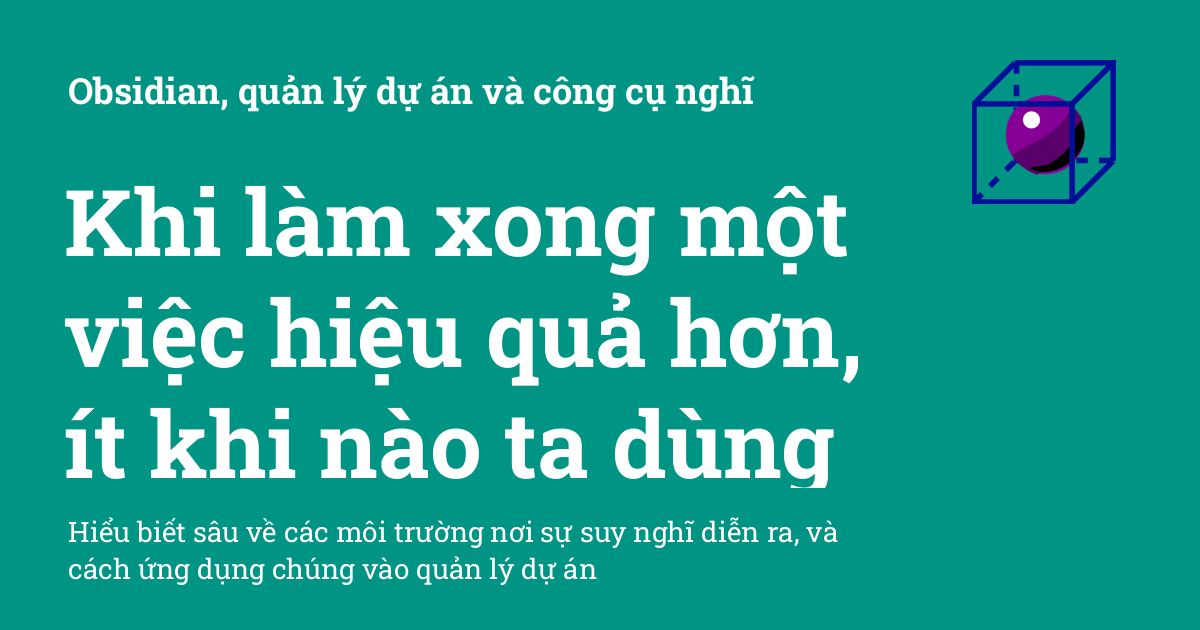 Obsidian, quản lý dự án và công cụ nghĩ
Khi làm xong một
việc hiệu quả hơn,
ít khi nào ta dùng
Hiểu biết sâu về các môi trường nơi sự suy nghĩ diễn ra, và
cách ứng dụng chúng vào quản lý dự án